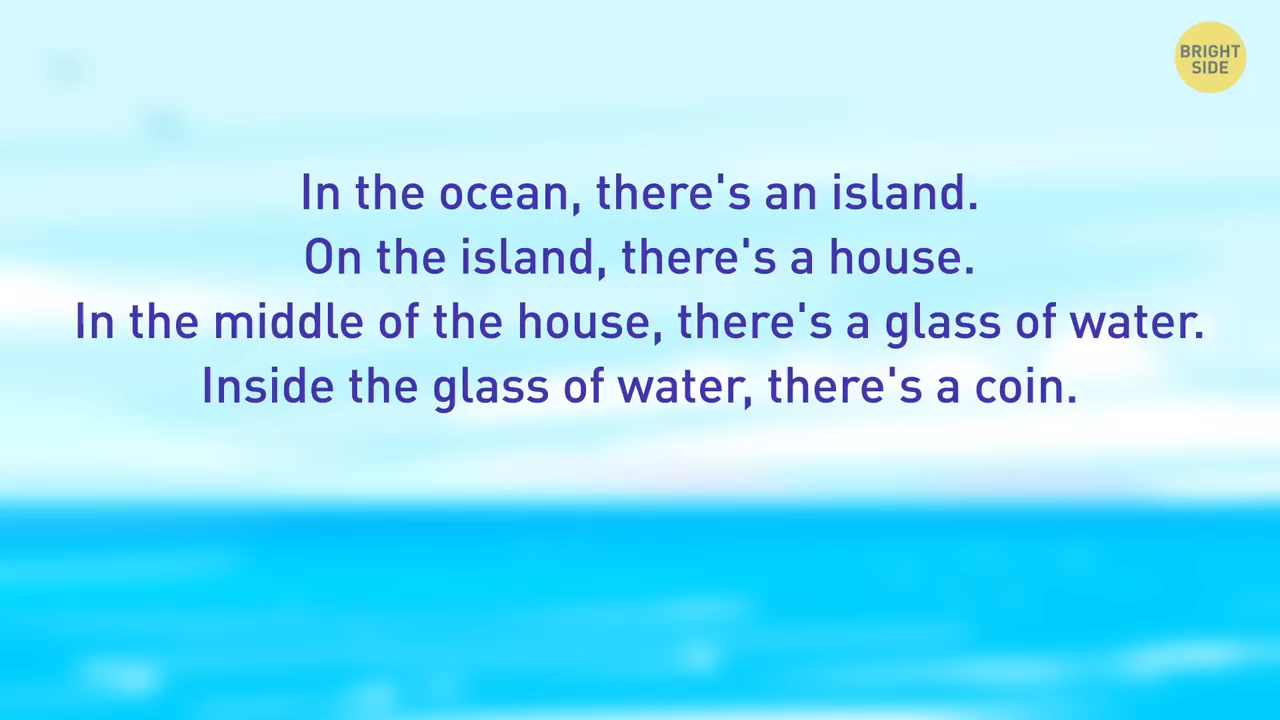 BRIGHT
SIDE
In the ocean, there's an island.
On the island, there's a house.
In the middle of the house, there's a glass of water.
Inside the glass of water, there's a coin.